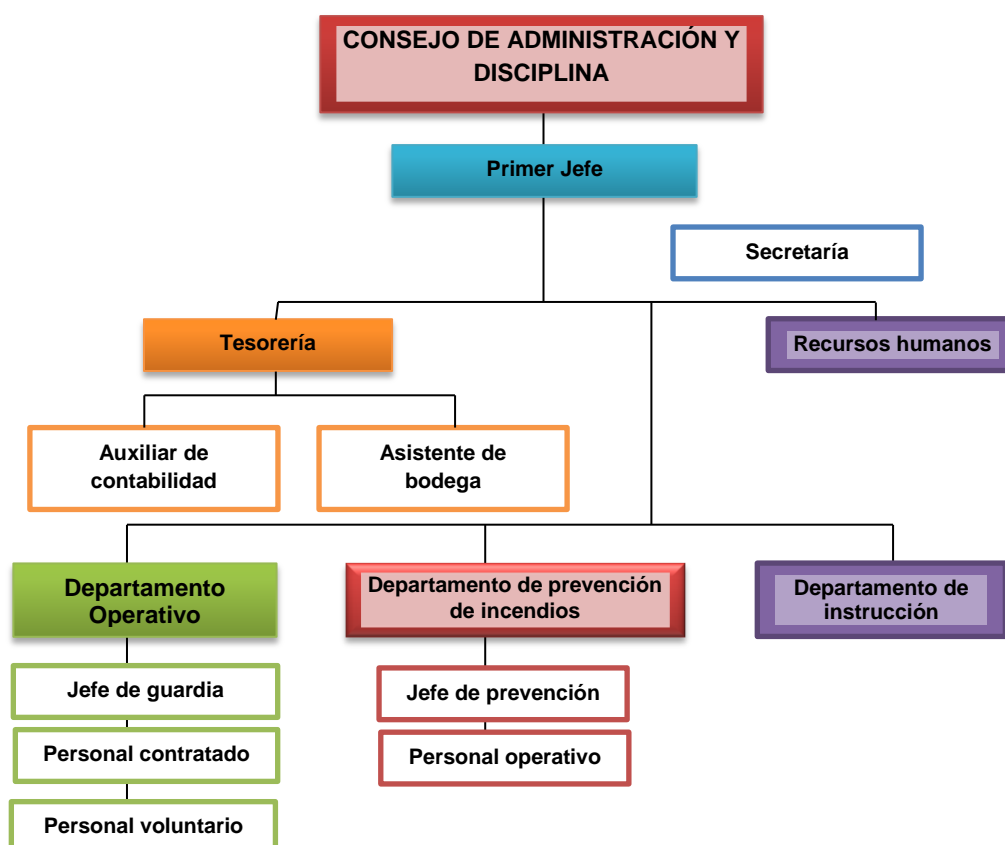 CONSEJO DE ADMINISTRACIÓN Y
DISCIPLINA
Primer Jefe
Secretaría
Tesorería
Recursos humanos
Auxiliar de
contabilidad
Asistente de
bodega
Departamento
Operativo
Departamento de prevención
de incendios
Departamento de
instrucción
Jefe de guardia
Jefe de prevención
Personal contratado
Personal operativo
Personal voluntario